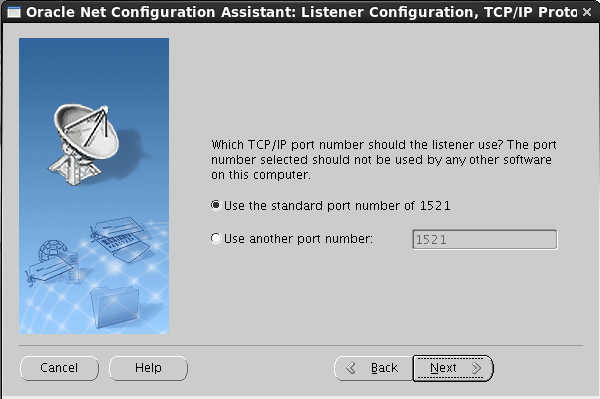 Oracle Net Configuration Assistant: Listener Configuration, TCP/IP Proto
Which TCP/IP port number should the listener use? The port
number selected should not be used by any other software
on this computer.
Use the standard port number of 1521
Use another port number: 1521
Cancel Help Back Next